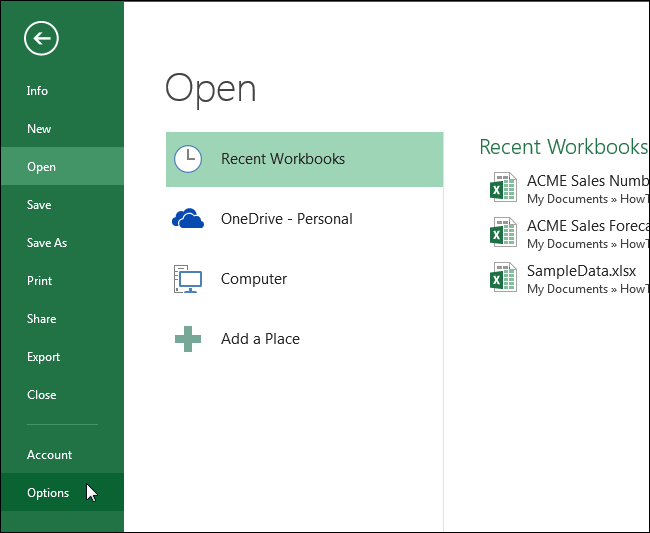 Info
New
Open
Save
Save As
Print
Share
Export
Close
Account
Options
Open
Recent Workbooks
OneDrive - Personal
Computer
Add a Place
Recent Workbooks
ACME Sales Numb
My Documents » HowT
ACME Sales Foreca
My Documents » HowT
SampleData.xlsx
My Documents » HowT